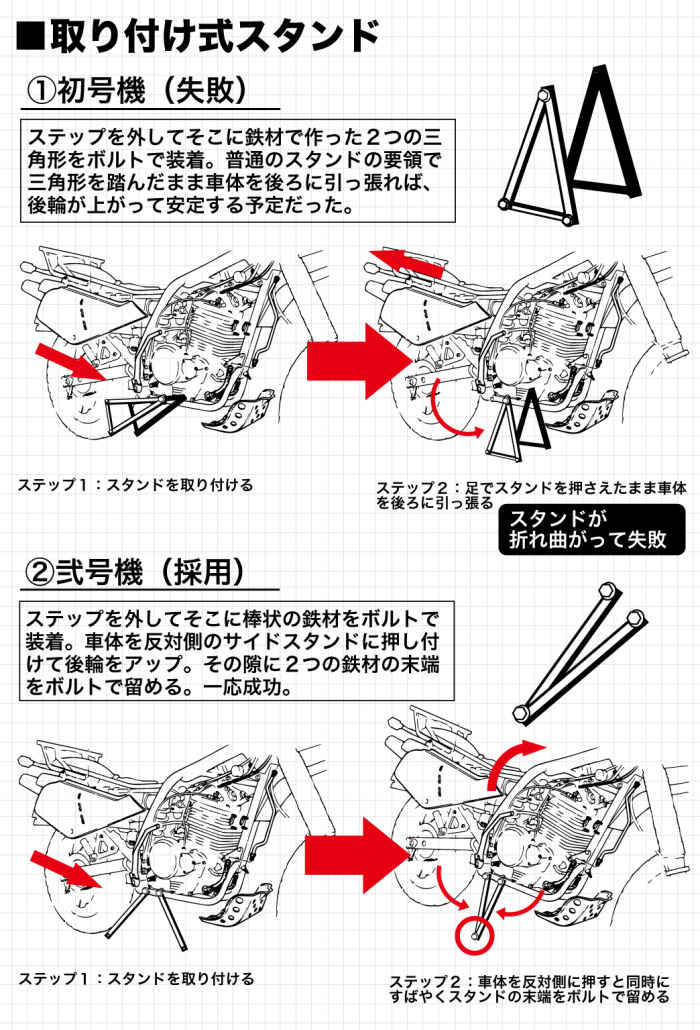 ■取り付け式スタンド
①初号機（失敗）
ステップを外してそこに鉄材で作った２つの三
角形をボルトで装着。普通のスタンドの要領で
三角形を踏んだまま車体を後ろに引っ張れば、
後輪が上がって安定する予定だった。
ステップ１：スタンドを取り付ける
ステップ２：足でスタンドを押さえたまま車体
を後ろに引っ張る
スタンドが
折れ曲がって失敗
②弐号機（採用）
ステップを外してそこに棒状の鉄材をボルトで
装着。車体を反対側のサイドスタンドに押し付
けて後輪をアップ。その隙に２つの鉄材の末端
をボルトで留める。一応成功。
ステップ１：スタンドを取り付ける
ステップ２：車体を反対側に押すと同時に
すばやくスタンドの末端をボルトで留める